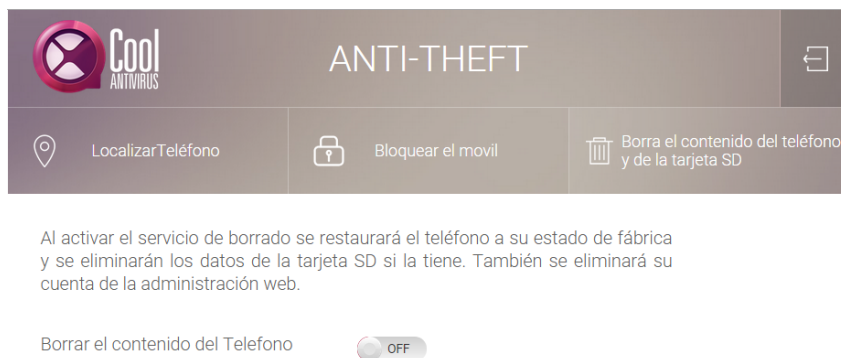 Cool
ANTIVIRUS
ANTI-THEFT
LocalizarTeléfono
Bloquear el movil
Borra el contenido del teléfono
y de la tarjeta SD
Al activar el servicio de borrado se restaurará el teléfono a su estado de fábrica
y se eliminarán los datos de la tarjeta SD si la tiene. También se eliminará su
cuenta de la administración web.
Borrar el contenido del Telefono
OFF